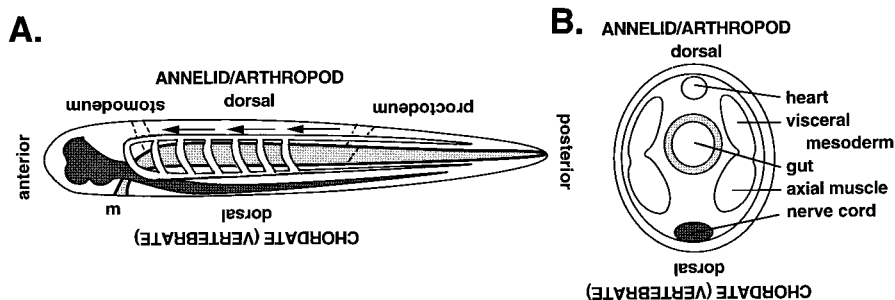 A.
ANNELID/ARTHROPOD
dorsal
stomodeum
proctodeum
anterior
posterior
m
dorsal
CHORDATE (VERTEBRATE)
B.
ANNELID/ARTHROPOD
dorsal
heart
visceral
mesoderm
gut
axial muscle
nerve cord
dorsal
CHORDATE (VERTEBRATE)